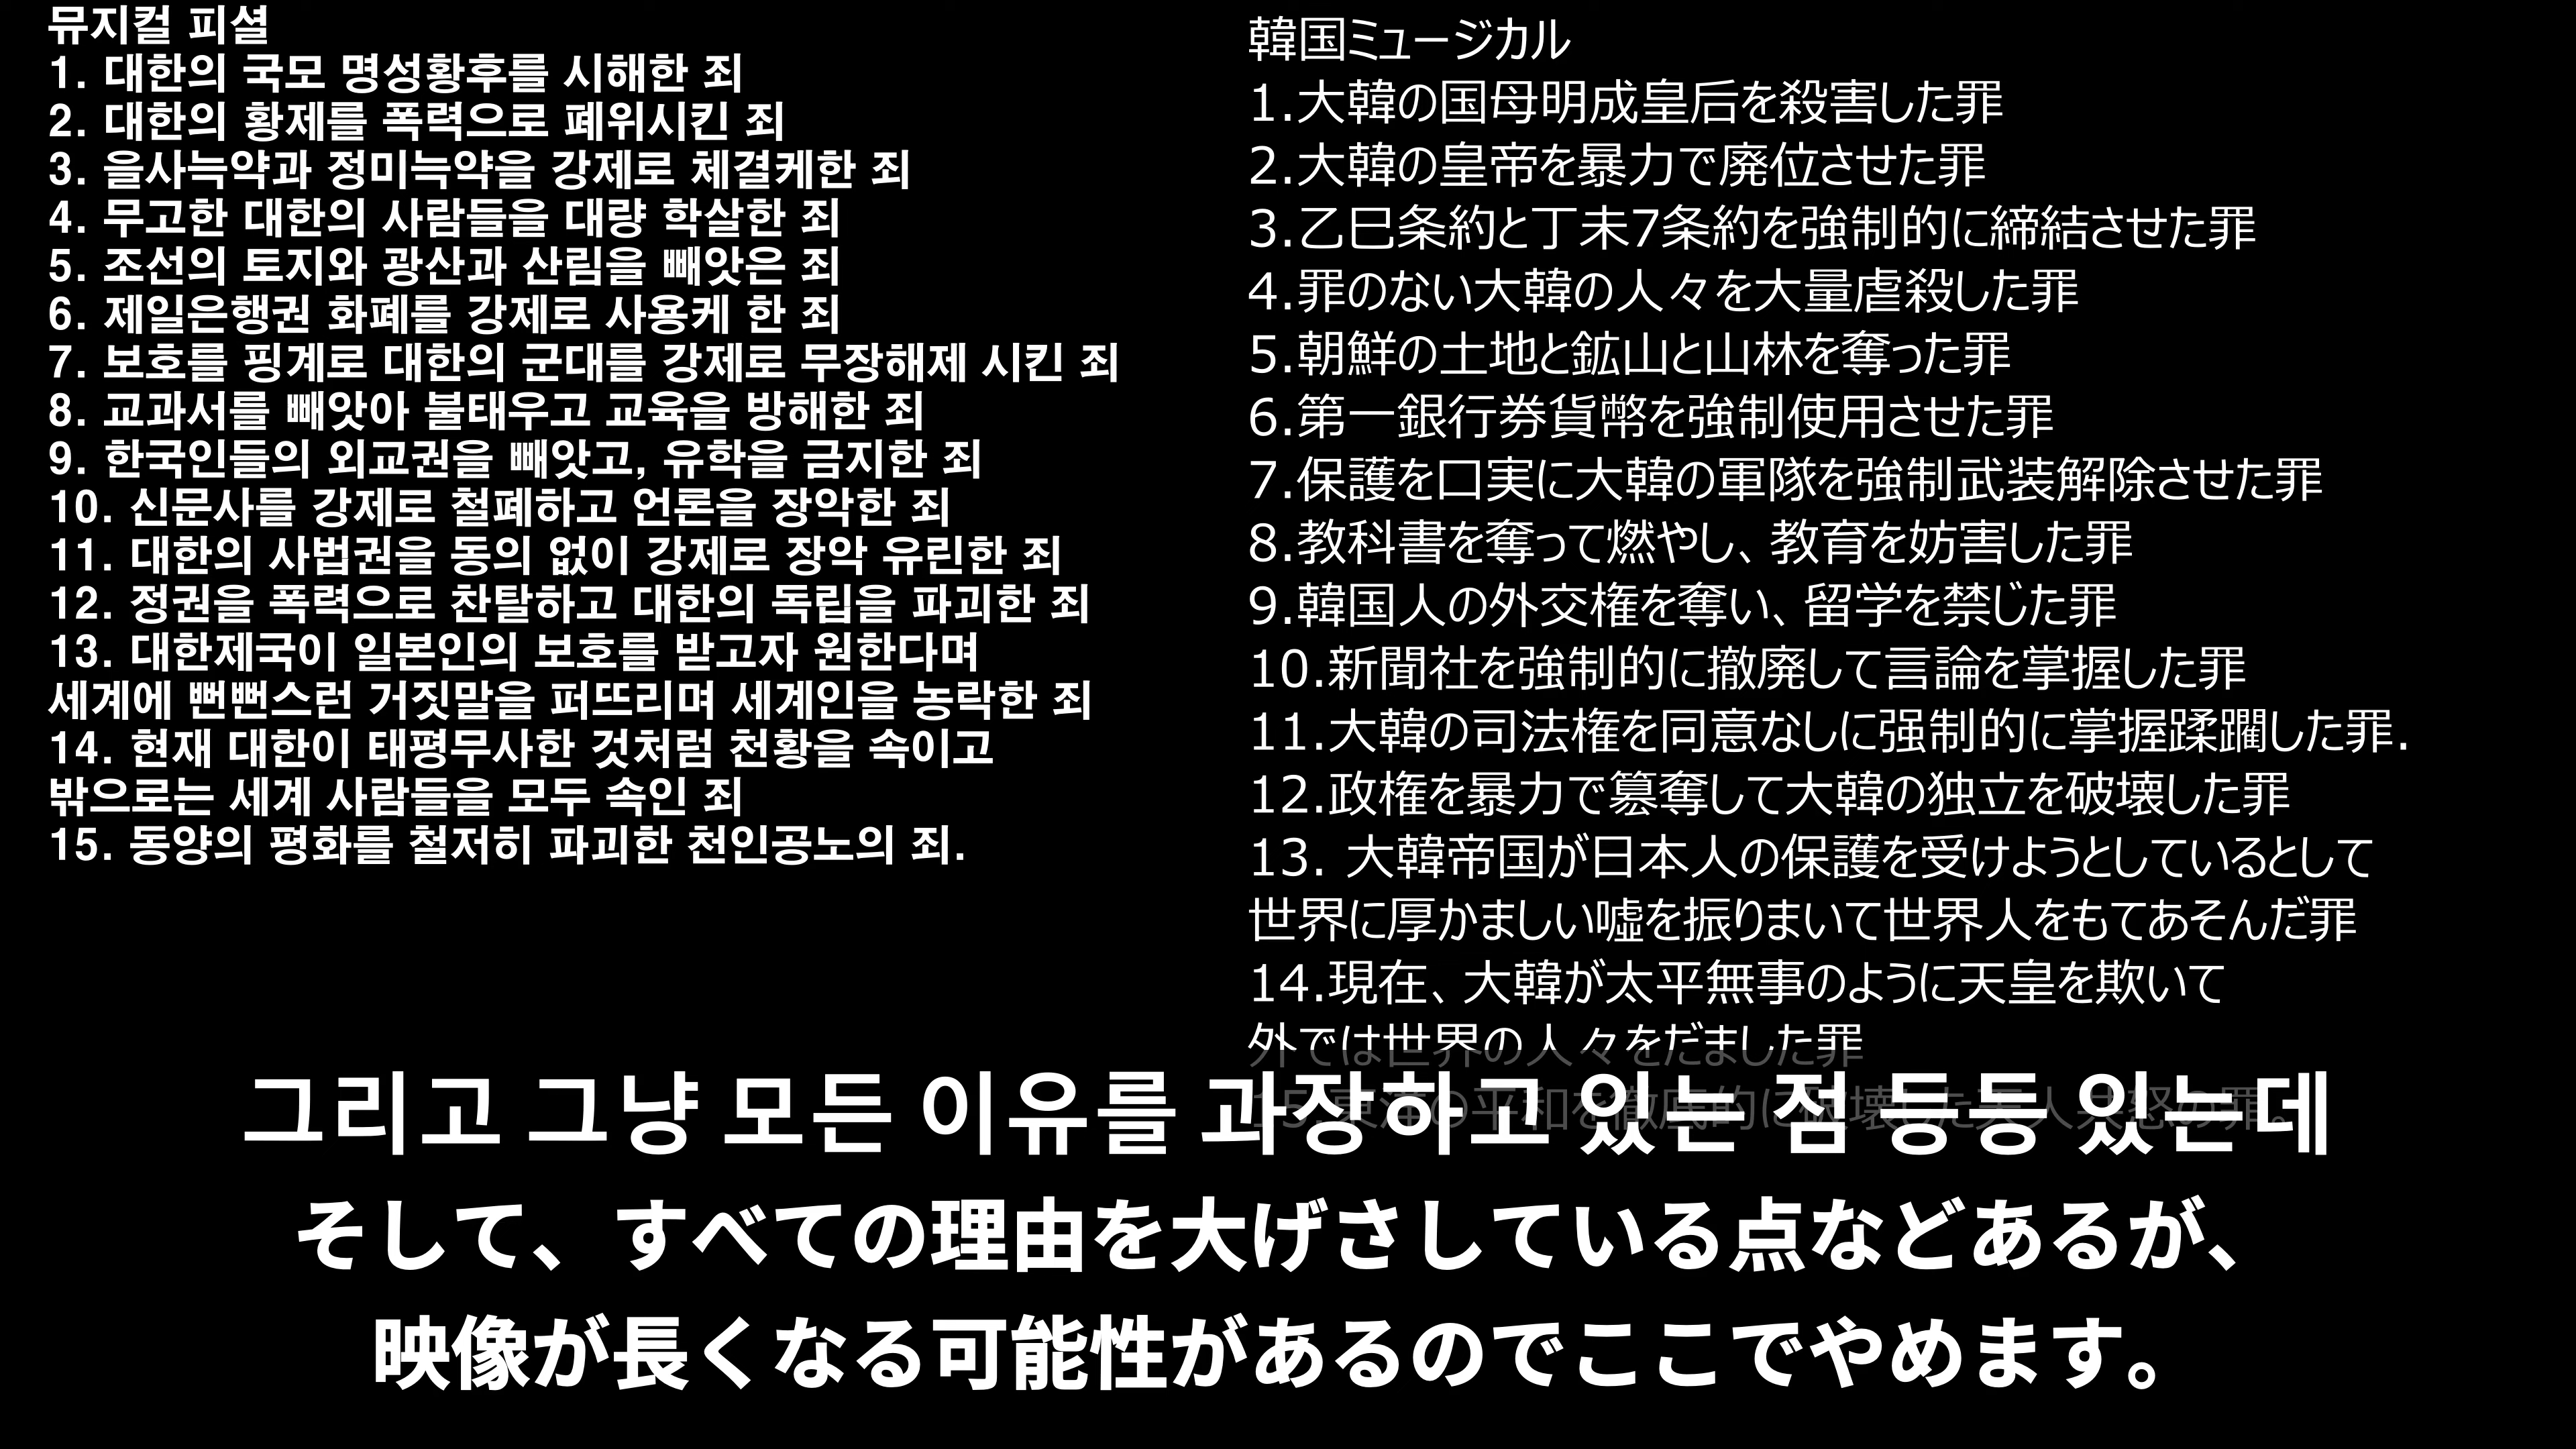 뮤지컬 피셜
1. 대한의 국모 명성황후를 시해한 죄
2. 대한의 황제를 폭력으로 폐위시킨 죄
3. 을사늑약과 정미늑약을 강제로 체결케한 죄
4. 무고한 대한의 사람들을 대량 학살한 죄
5. 조선의 토지와 광산과 산림을 빼앗은 죄
6. 제일은행권 화폐를 강제로 사용케 한 죄
7. 보호를 핑계로 대한의 군대를 강제로 무장해제 시킨 죄
8. 교과서를 빼앗아 불태우고 교육을 방해한 죄
9. 한국인들의 외교권을 빼앗고, 유학을 금지한 죄
10. 신문사를 강제로 철폐하고 언론을 장악한 죄
11. 대한의 사법권을 동의 없이 강제로 장악 유린한 죄
12. 정권을 폭력으로 찬탈하고 대한의 독립을 파괴한 죄
13. 대한제국이 일본인의 보호를 받고자 원한다며
세계에 뻔뻔스런 거짓말을 퍼뜨리며 세계인을 농락한 죄
14. 현재 대한이 태평무사한 것처럼 천황을 속이고
밖으로는 세계 사람들을 모두 속인 죄
15. 동양의 평화를 철저히 파괴한 천인공노의 죄.
韓国ミュージカル
1.大韓の国母明成皇后を殺害した罪
2.大韓の皇帝を暴力で廃位させた罪
3.乙巳条約と丁未7条約を強制的に締結させた罪
4.罪のない大韓の人々を大量虐殺した罪
5.朝鮮の土地と鉱山と山林を奪った罪
6.第一銀行券貨幣を強制使用させた罪
7.保護を口実に大韓の軍隊を強制武装解除させた罪
8.教科書を奪って燃やし、教育を妨害した罪
9.韓国人の外交権を奪い、留学を禁じた罪
10.新聞社を強制的に撤廃して言論を掌握した罪
11.大韓の司法権を同意なしに强制的に掌握蹂躙した罪.
12.政権を暴力で簒奪して大韓の独立を破壊した罪
13. 大韓帝国が日本人の保護を受けようとしているとして
世界に厚かましい嘘を振りまいて世界人をもてあそんだ罪
14.現在、大韓が太平無事のように天皇を欺いて
外では世界の人々をだました罪
15.東洋の平和を徹底的に破壊した天人共怒の罪。
그리고 그냥 모든 이유를 과장하고 있는 점 등등 있는데
そして、すべての理由を大げさしている点などあるが、
映像が長くなる可能性があるのでここでやめます。